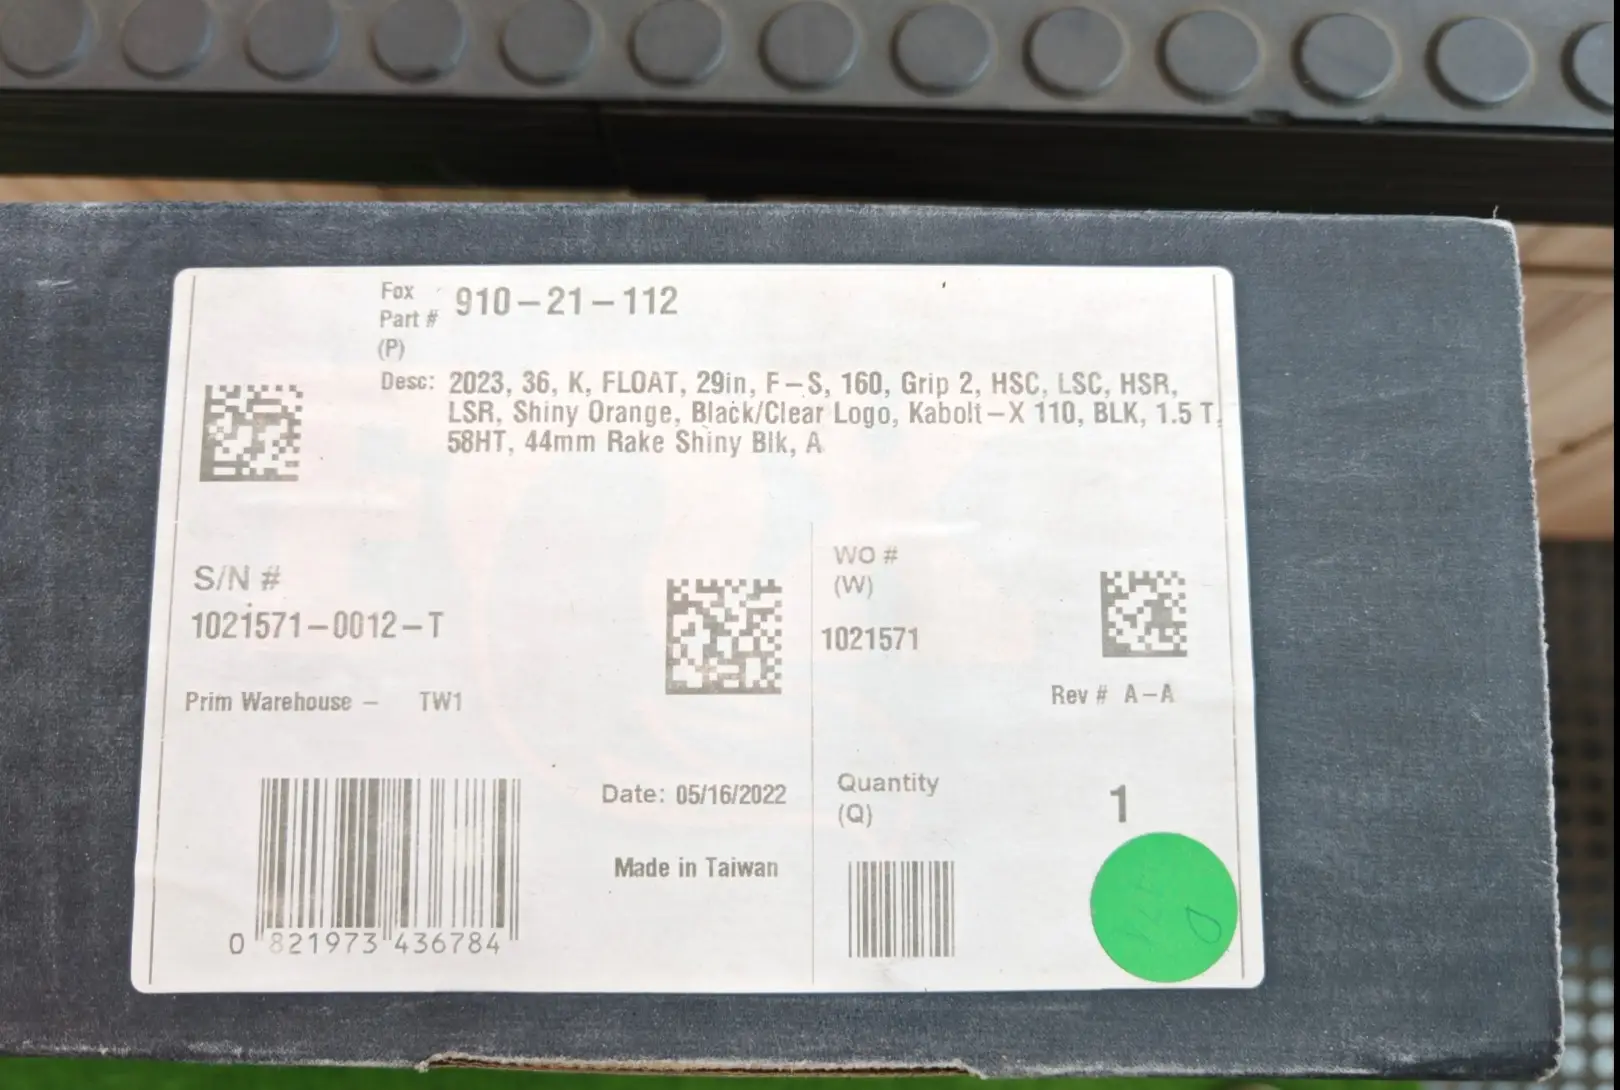 Fox
Part #
(P)
910-21-112
Desc: 2023, 36, K, FLOAT, 29in, F-S, 160, Grip 2, HSC, LSC, HSR,
LSR, Shiny Orange, Black/Clear Logo, Kabolt-X 110, BLK, 1.5 T,
58HT, 44mm Rake Shiny Blk, A
S/N #
1021571-0012-T
WO #
(W)
1021571
Prim Warehouse - TW1
Rev # A-A
Date: 05/16/2022
Quantity
(Q)
1
Made in Taiwan
0 821973 436784